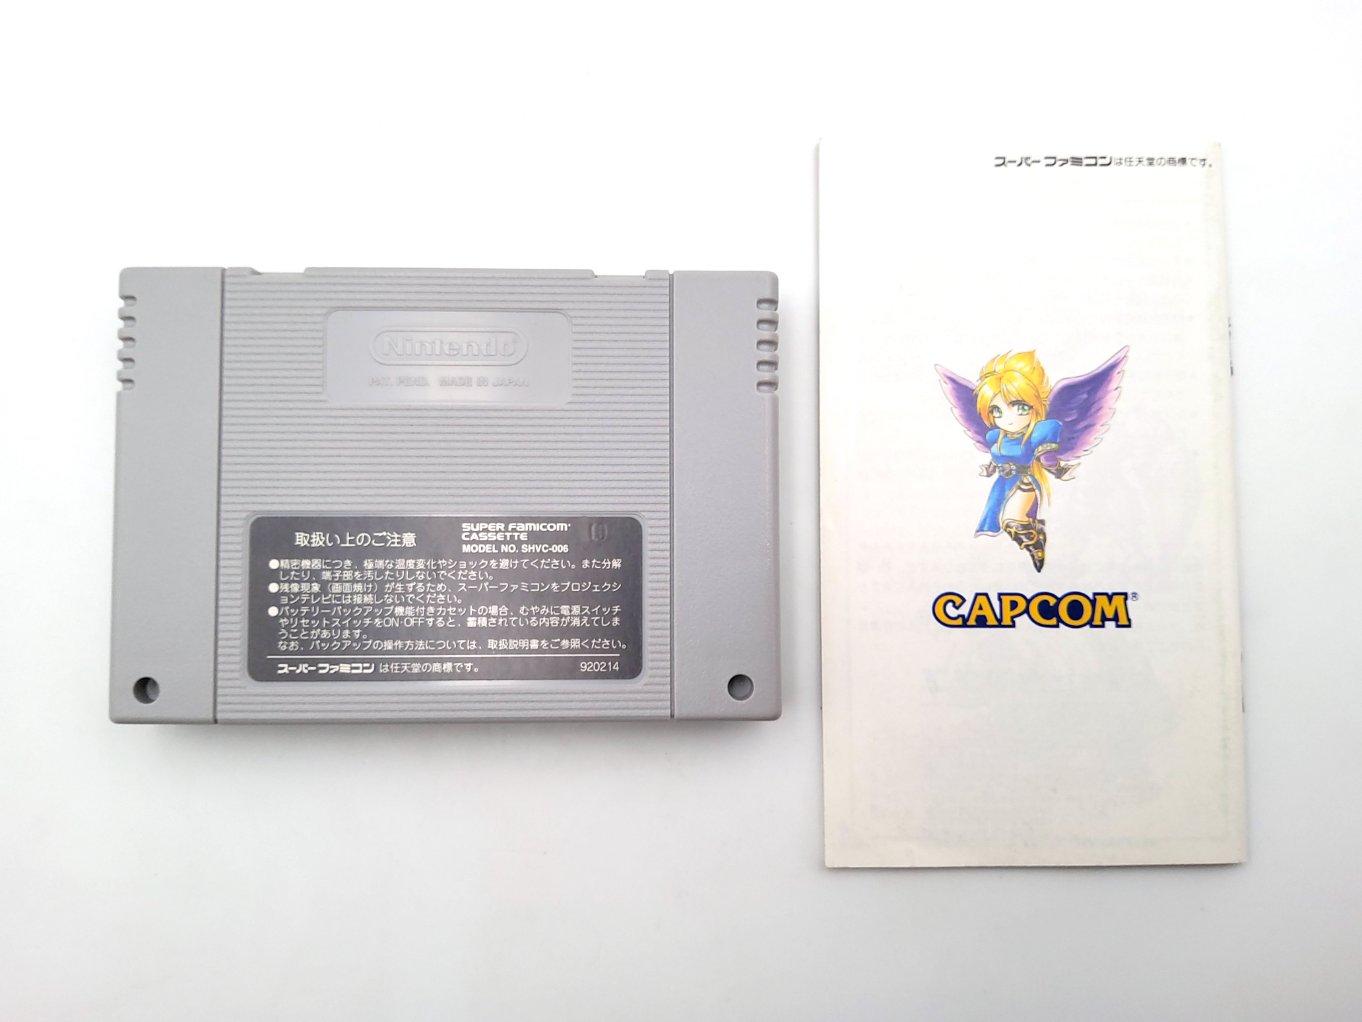 Nintendo
PAT. PEND. MADE IN JAPAN
取扱い上のご注意
SUPER FAMICOM
CASSETTE
MODEL NO. SHVC-006
●精密機器につき、極端な温度変化やショックを避けてください。また分解
したり、端子部を汚したりしないでください。
●残像現象（画面焼け）が生ずるため、スーパーファミコンをプロジェクシ
ョンテレビには接続しないでください。
●バッテリーバックアップ機能付きカセットの場合、むやみに電源スイッチ
やリセットスイッチをON・OFFすると、蓄積されている内容が消えてしま
うことがあります。
なお、バックアップの操作方法については、取扱説明書をご参照ください。
スーパーファミコンは任天堂の商標です。 920214
スーパーファミコンは任天堂の商標です。
CAPCOM®